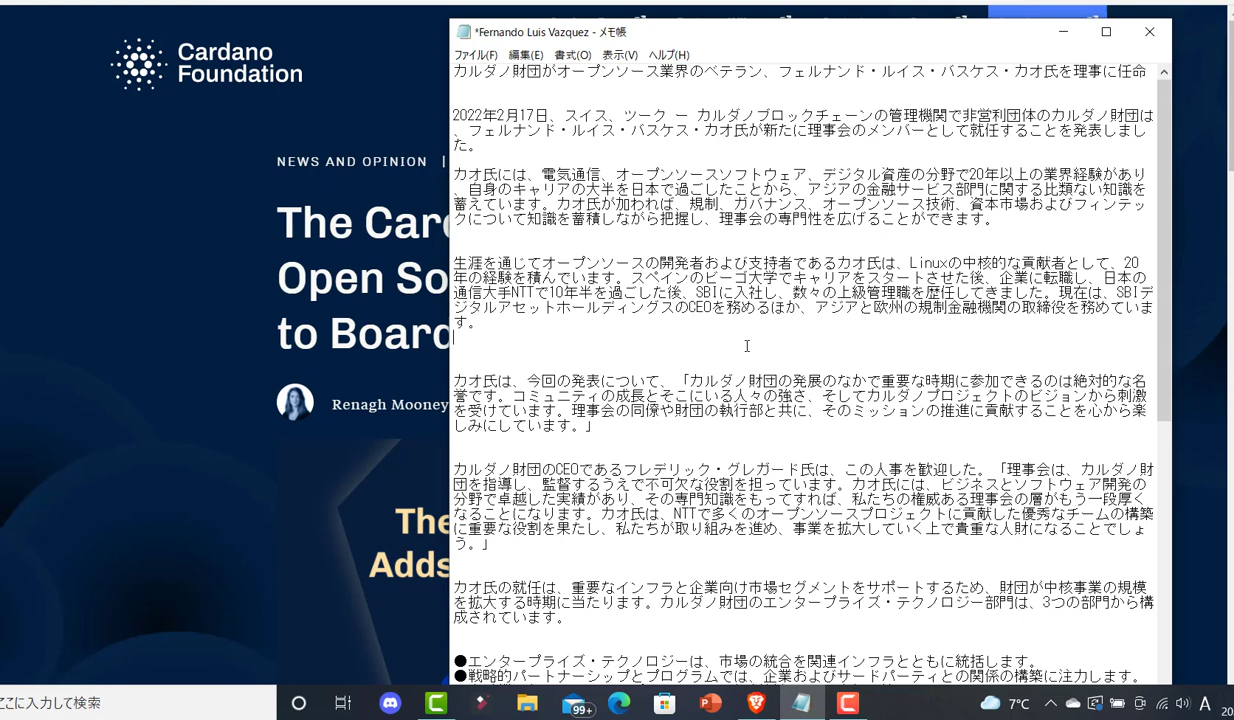 Cardano
Foundation
NEWS AND OPINION |
The Card
Open So
to Board
Renagh Mooney
The
Adds
*Fernando Luis Vazquez - メモ帳
ファイル(F) 編集(E) 書式(O) 表示(V) ヘルプ(H)
カルダノ財団がオープンソース業界のベテラン、フェルナンド・ルイス・バスケス・カオ氏を理事に任命
2022年2月17日、スイス、ツーク ー カルダノブロックチェーンの管理機関で非営利団体のカルダノ財団は
、フェルナンド・ルイス・バスケス・カオ氏が新たに理事会のメンバーとして就任することを発表しまし
た。
カオ氏には、電気通信、オープンソースソフトウェア、デジタル資産の分野で20年以上の業界経験があり
、自身のキャリアの大半を日本で過ごしたことから、アジアの金融サービス部門に関する比類ない知識を
蓄えています。カオ氏が加われば、規制、ガバナンス、オープンソース技術、資本市場およびフィンテッ
クについて知識を蓄積しながら把握し、理事会の専門性を広げることができます。
生涯を通じてオープンソースの開発者および支持者であるカオ氏は、Linuxの中核的な貢献者として、20
年の経験を積んでいます。スペインのビーゴ大学でキャリアをスタートさせた後、企業に転職し、日本の
通信大手NTTで10年半を過ごした後、SBIに入社し、数々の上級管理職を歴任してきました。現在は、SBIデ
ジタルアセットホールディングスのCEOを務めるほか、アジアと欧州の規制金融機関の取締役を務めていま
す。
カオ氏は、今回の発表について、「カルダノ財団の発展のなかで重要な時期に参加できるのは絶対的な名
誉です。コミュニティの成長とそこにいる人々の強さ、そしてカルダノプロジェクトのビジョンから刺激
を受けています。理事会の同僚や財団の執行部と共に、そのミッションの推進に貢献することを心から楽
しみにしています。」
カルダノ財団のCEOであるフレデリック・グレガード氏は、この人事を歓迎した。「理事会は、カルダノ財
団を指導し、監督するうえで不可欠な役割を担っています。カオ氏には、ビジネスとソフトウェア開発の
分野で卓越した実績があり、その専門知識をもってすれば、私たちの権威ある理事会の層がもう一段厚く
なることになります。カオ氏は、NTTで多くのオープンソースプロジェクトに貢献した優秀なチームの構築
に重要な役割を果たし、私たちが取り組みを進め、事業を拡大していく上で貴重な人財になることでしょ
う。」
カオ氏の就任は、重要なインフラと企業向け市場セグメントをサポートするため、財団が中核事業の規模
を拡大する時期に当たります。カルダノ財団のエンタープライズ・テクノロジー部門は、3つの部門から構
成されています。
●エンタープライズ・テクノロジーは、市場の統合を関連インフラとともに統括します。
●戦略的パートナーシップとプログラムでは、企業およびサードパーティとの関係の構築に注力します。
ここに入力して検索
99+
7℃
A
20